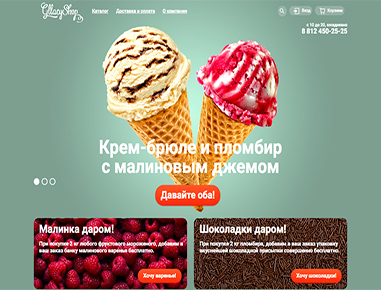 GllacyShop
Каталог
Доставка и оплата
О компании
Вход
Корзина
с 10 до 20, ежедневно
8 812 450-25-25
Крем-брюле и пломбир
с малиновым джемом
Давайте оба!
Малинка даром!
При покупке 2 кг любого фруктового мороженого, добавим в
ваш заказ банку малинового варенья бесплатно.
Хочу варенье!
Шоколадки даром!
При покупке 2 кг пломбира, добавим в ваш заказ упаковку
вкуснейшей шоколадной присыпки совершенно бесплатно.
Хочу шоколадки!